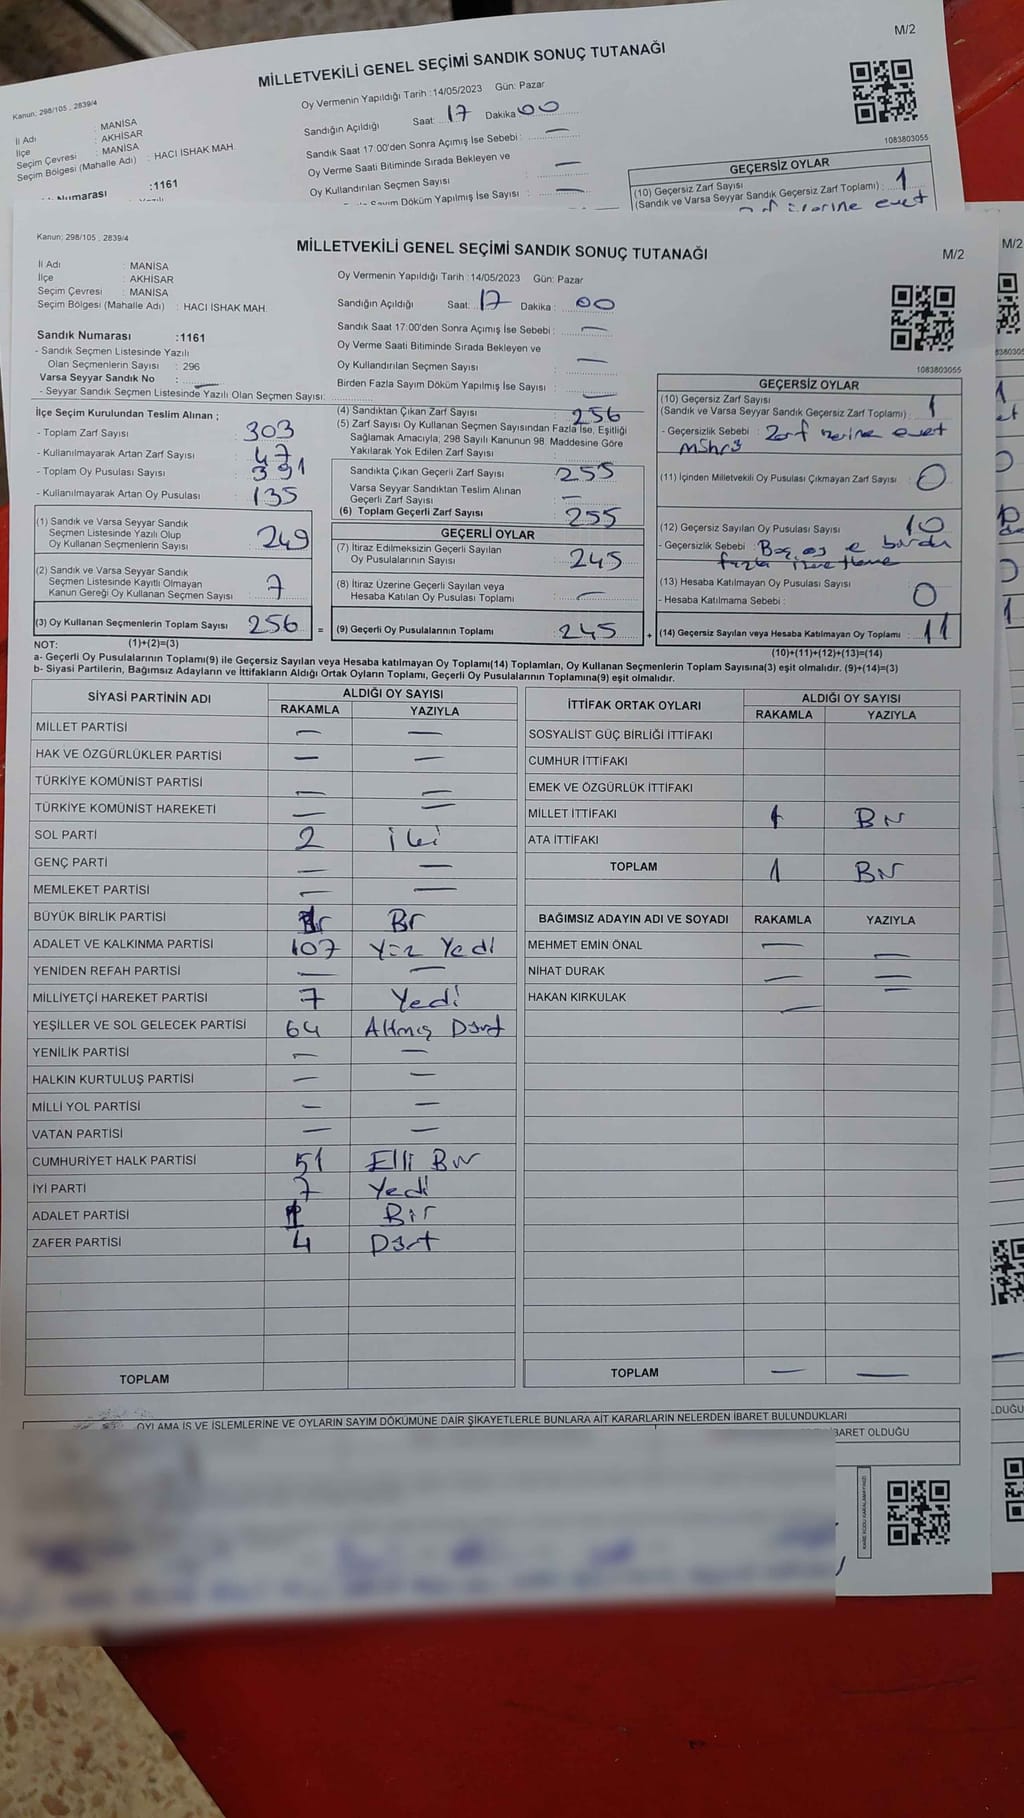 M/2
MİLLETVEKİLİ GENEL SEÇİMİ SANDIK SONUÇ TUTANAĞI
Kanun; 298/105 , 2839/4
Oy Vermenin Yapıldığı Tarih : 14/05/2023 Gün: Pazar
İl Adı : MANİSA
İlçe : AKHİSAR
Seçim Çevresi : MANİSA
Seçim Bölgesi (Mahalle Adı) : HACI İSHAK MAH.
Numarası :1161
Sandığın Açıldığı Saat: 17 Dakika 00
Sandık Saat 17:00'den Sonra Açımış İse Sebebi : —
Oy Verme Saati Bitiminde Sırada Bekleyen ve
Oy Kullandırılan Seçmen Sayısı : —
Sayım Döküm Yapılmış İse Sayısı : —
1083803055
GEÇERSİZ OYLAR
(10) Geçersiz Zarf Sayısı
(Sandık ve Varsa Seyyar Sandık Geçersiz Zarf Toplamı) : 1
üzerine evet
Kanun; 298/105 , 2839/4
MİLLETVEKİLİ GENEL SEÇİMİ SANDIK SONUÇ TUTANAĞI
M/2
M/2
İl Adı : MANİSA
İlçe : AKHİSAR
Seçim Çevresi : MANİSA
Seçim Bölgesi (Mahalle Adı) : HACI İSHAK MAH.
Oy Vermenin Yapıldığı Tarih : 14/05/2023 Gün: Pazar
Sandığın Açıldığı Saat: 17 Dakika : 00
Sandık Saat 17:00'den Sonra Açımış İse Sebebi : —
Oy Verme Saati Bitiminde Sırada Bekleyen ve
Oy Kullandırılan Seçmen Sayısı : —
Birden Fazla Sayım Döküm Yapılmış İse Sayısı : —
1083803055
Sandık Numarası :1161
- Sandık Seçmen Listesinde Yazılı
Olan Seçmenlerin Sayısı : 296
Varsa Seyyar Sandık No : —
- Seyyar Sandık Seçmen Listesinde Yazılı Olan Seçmen Sayısı:
İlçe Seçim Kurulundan Teslim Alınan ;
- Toplam Zarf Sayısı : 303
- Kullanılmayarak Artan Zarf Sayısı : 47
- Toplam Oy Pusulası Sayısı : 391
- Kullanılmayarak Artan Oy Pusulası : 135
(1) Sandık ve Varsa Seyyar Sandık
Seçmen Listesinde Yazılı Olup
Oy Kullanan Seçmenlerin Sayısı : 249
(2) Sandık ve Varsa Seyyar Sandık
Seçmen Listesinde Kayıtlı Olmayan
Kanun Gereği Oy Kullanan Seçmen Sayısı : 7
(3) Oy Kullanan Seçmenlerin Toplam Sayısı : 256
(4) Sandıktan Çıkan Zarf Sayısı : 256
(5) Zarf Sayısı Oy Kullanan Seçmen Sayısından Fazla İse, Eşitliği
Sağlamak Amacıyla; 298 Sayılı Kanunun 98. Maddesine Göre
Yakılarak Yok Edilen Zarf Sayısı :
Sandıkta Çıkan Geçerli Zarf Sayısı : 255
Varsa Seyyar Sandıktan Teslim Alınan
Geçerli Zarf Sayısı : —
(6) Toplam Geçerli Zarf Sayısı : 255
GEÇERLİ OYLAR
(7) İtiraz Edilmeksizin Geçerli Sayılan
Oy Pusulalarının Sayısı : 245
(8) İtiraz Üzerine Geçerli Sayılan veya
Hesaba Katılan Oy Pusulası Toplamı : —
= (9) Geçerli Oy Pusulalarının Toplamı : 245 +
GEÇERSİZ OYLAR
(10) Geçersiz Zarf Sayısı
(Sandık ve Varsa Seyyar Sandık Geçersiz Zarf Toplamı) : 1
- Geçersizlik Sebebi : Zarf üzerine evet
mührü
(11) İçinden Milletvekili Oy Pusulası Çıkmayan Zarf Sayısı : 0
(12) Geçersiz Sayılan Oy Pusulası Sayısı : 10
- Geçersizlik Sebebi : Boş, birden
fazla işaretleme
(13) Hesaba Katılmayan Oy Pusulası Sayısı : 0
- Hesaba Katılmama Sebebi :
(14) Geçersiz Sayılan veya Hesaba Katılmayan Oy Toplamı : 11
NOT: (1)+(2)=(3) (10)+(11)+(12)+(13)=(14)
a- Geçerli Oy Pusulalarının Toplamı(9) ile Geçersiz Sayılan veya Hesaba katılmayan Oy Toplamı(14) Toplamları, Oy Kullanan Seçmenlerin Toplam Sayısına(3) eşit olmalıdır. (9)+(14)=(3)
b- Siyasi Partilerin, Bağımsız Adayların ve İttifakların Aldığı Ortak Oyların Toplamı, Geçerli Oy Pusulalarının Toplamına(9) eşit olmalıdır.
SİYASİ PARTİNİN ADI ALDIĞI OY SAYISI
RAKAMLA YAZIYLA
MİLLET PARTİSİ — —
HAK VE ÖZGÜRLÜKLER PARTİSİ — —
TÜRKİYE KOMÜNİST PARTİSİ — —
TÜRKİYE KOMÜNİST HAREKETİ — —
SOL PARTİ 2 iki
GENÇ PARTİ — —
MEMLEKET PARTİSİ — —
BÜYÜK BİRLİK PARTİSİ 1 Bir
ADALET VE KALKINMA PARTİSİ 107 Yüz Yedi
YENİDEN REFAH PARTİSİ — —
MİLLİYETÇİ HAREKET PARTİSİ 7 Yedi
YEŞİLLER VE SOL GELECEK PARTİSİ 64 Altmış Dört
YENİLİK PARTİSİ — —
HALKIN KURTULUŞ PARTİSİ — —
MİLLİ YOL PARTİSİ — —
VATAN PARTİSİ — —
CUMHURİYET HALK PARTİSİ 51 Elli Bir
İYİ PARTİ 7 Yedi
ADALET PARTİSİ 1 Bir
ZAFER PARTİSİ 4 Dört
TOPLAM
İTTİFAK ORTAK OYLARI ALDIĞI OY SAYISI
RAKAMLA YAZIYLA
SOSYALİST GÜÇ BİRLİĞİ İTTİFAKI
CUMHUR İTTİFAKI
EMEK VE ÖZGÜRLÜK İTTİFAKI
MİLLET İTTİFAKI 1 Bir
ATA İTTİFAKI
TOPLAM 1 Bir
BAĞIMSIZ ADAYIN ADI VE SOYADI RAKAMLA YAZIYLA
MEHMET EMİN ÖNAL — —
NİHAT DURAK — —
HAKAN KIRKULAK — —
TOPLAM — —
OYLAMA İŞ VE İŞLEMLERİNE VE OYLARIN SAYIM DÖKÜMÜNE DAİR ŞİKAYETLERLE BUNLARA AİT KARARLARIN NELERDEN İBARET BULUNDUKLARI
İBARET OLDUĞU
KARE KODU KARALAMAYINIZ!